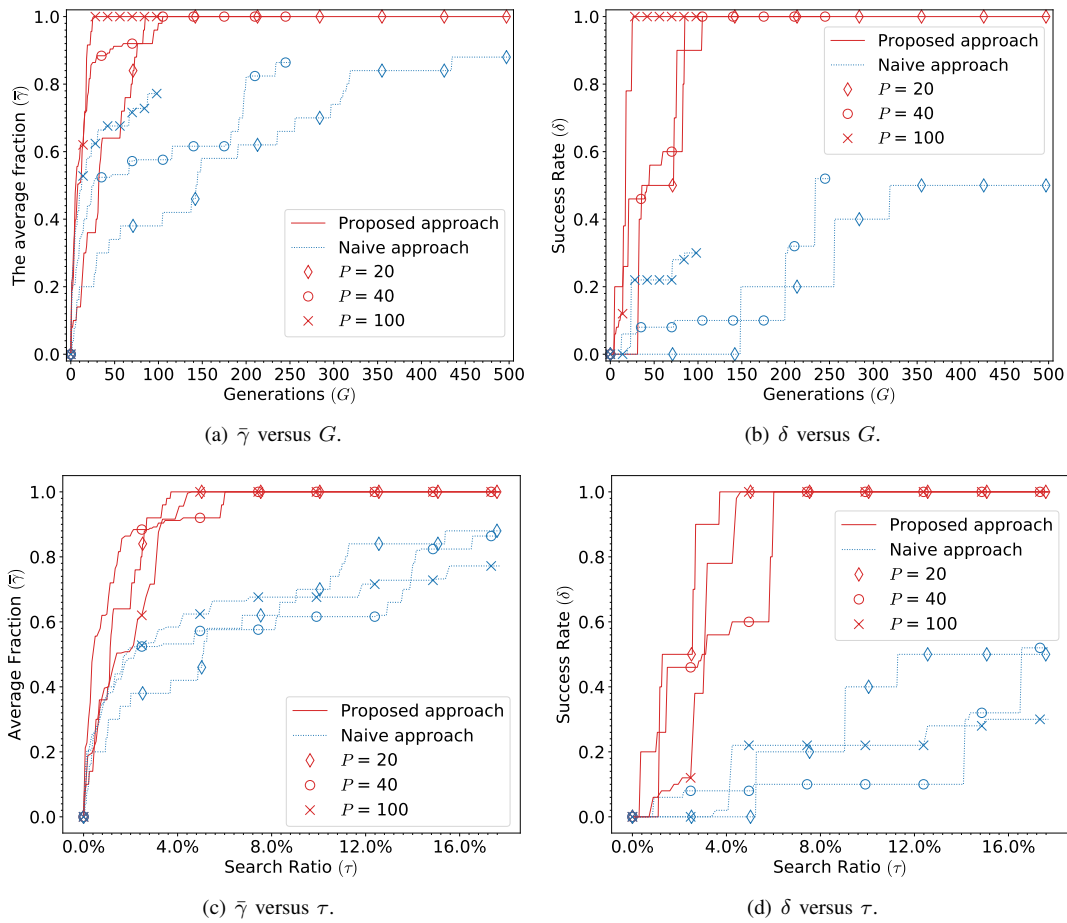 The average fraction (γ̄)
1.0
0.8
0.6
0.4
0.2
0.0
Proposed approach
Naive approach
P = 20
P = 40
P = 100
0 50 100 150 200 250 300 350 400 450 500
Generations (G)
(a) γ̄ versus G.
Success Rate (δ)
1.0
0.8
0.6
0.4
0.2
0.0
Proposed approach
Naive approach
P = 20
P = 40
P = 100
0 50 100 150 200 250 300 350 400 450 500
Generations (G)
(b) δ versus G.
Average Fraction (γ̄)
1.0
0.8
0.6
0.4
0.2
0.0
Proposed approach
Naive approach
P = 20
P = 40
P = 100
0.0% 4.0% 8.0% 12.0% 16.0%
Search Ratio (τ)
(c) γ̄ versus τ.
Success Rate (δ)
1.0
0.8
0.6
0.4
0.2
0.0
Proposed approach
Naive approach
P = 20
P = 40
P = 100
0.0% 4.0% 8.0% 12.0% 16.0%
Search Ratio (τ)
(d) δ versus τ.